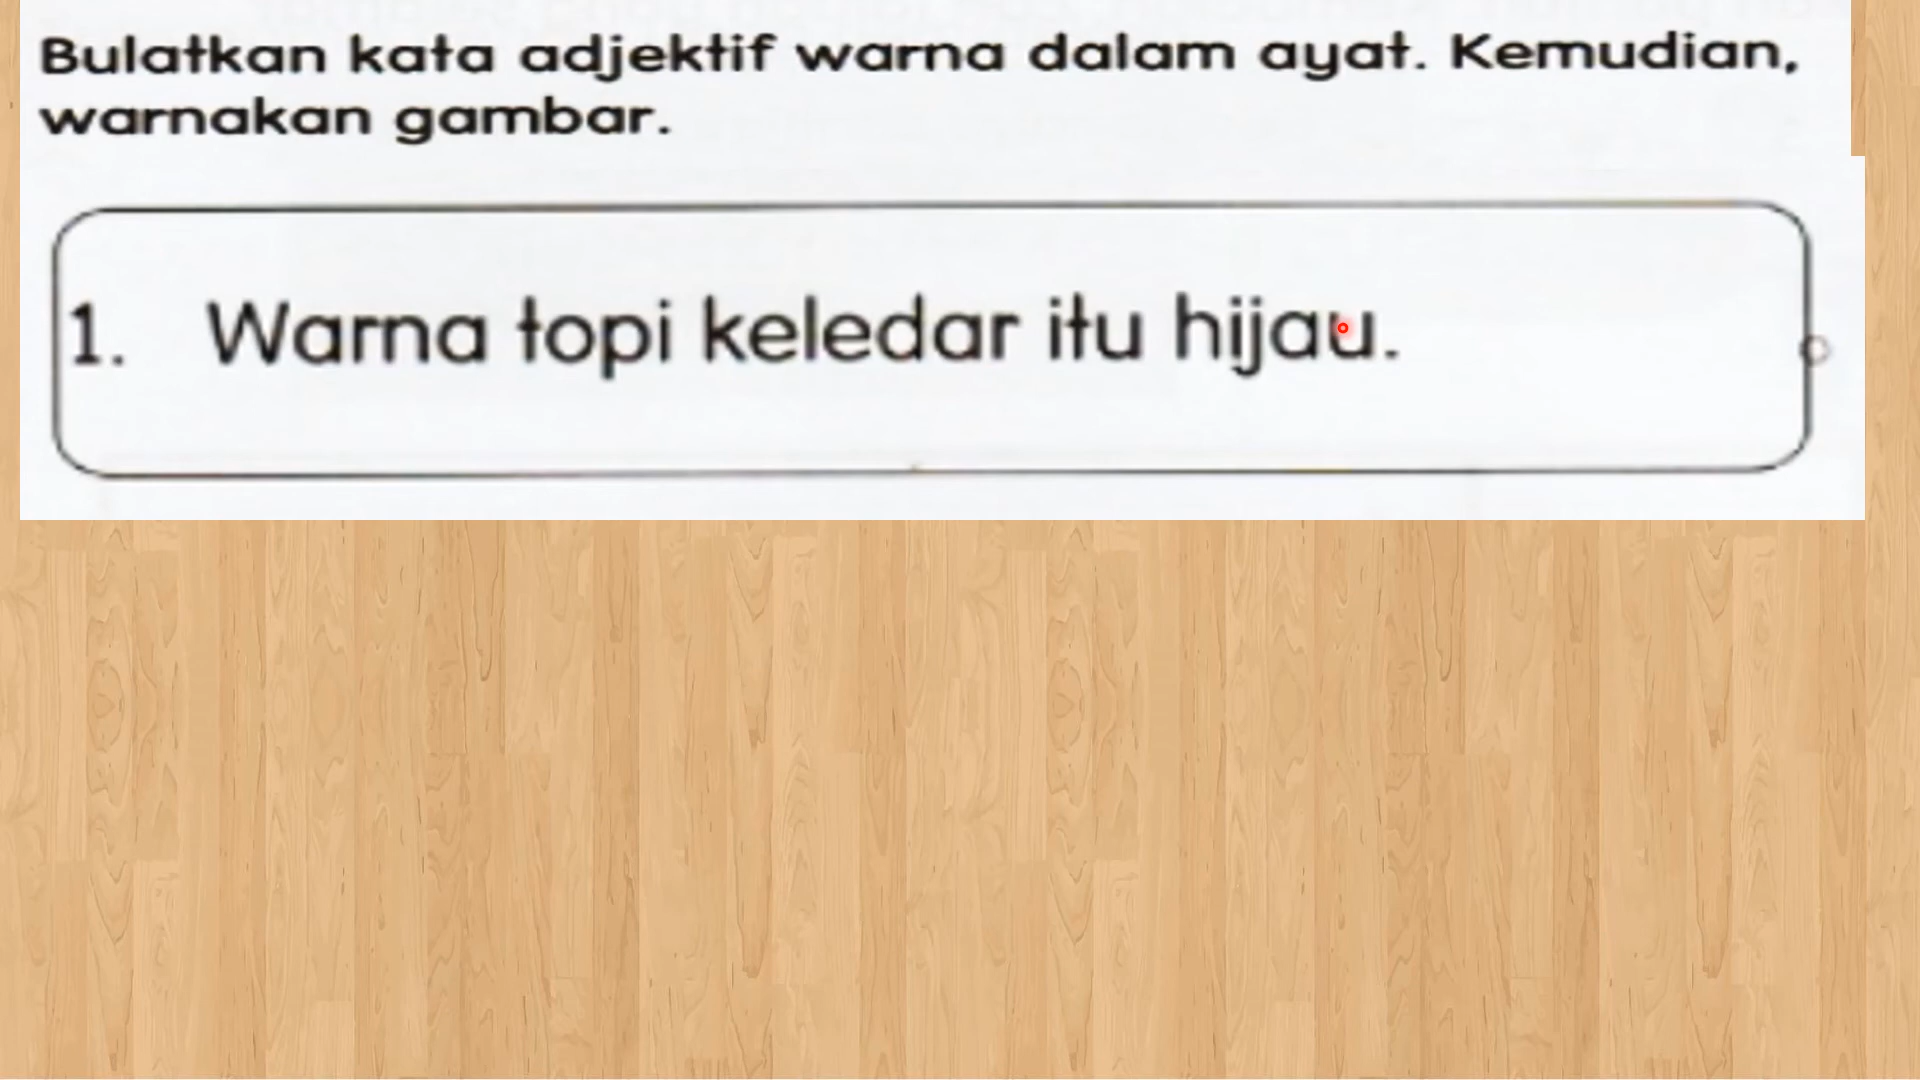 Bulatkan kata adjektif warna dalam ayat. Kemudian,
warnakan gambar.
1. Warna topi keledar itu hijau.